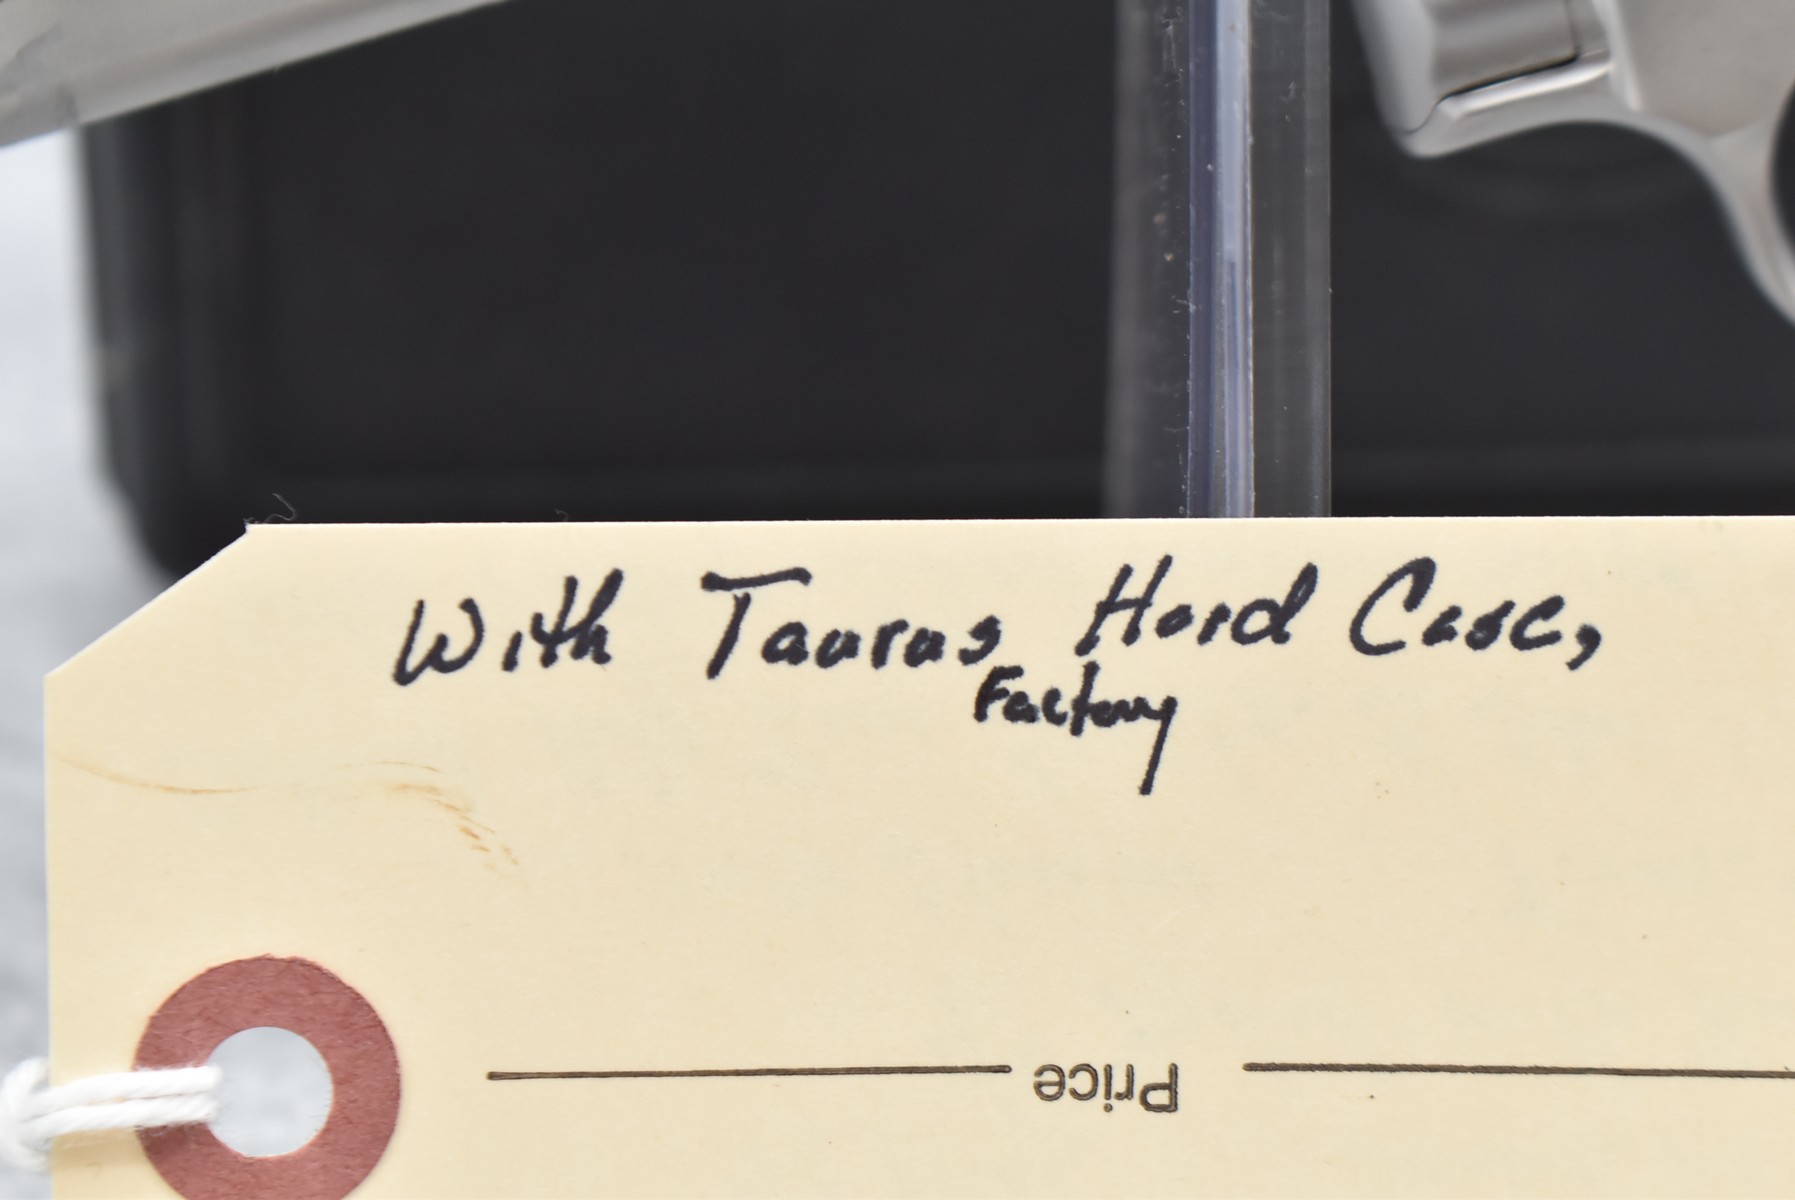 With Taurus Hard Case,
Factory
Price